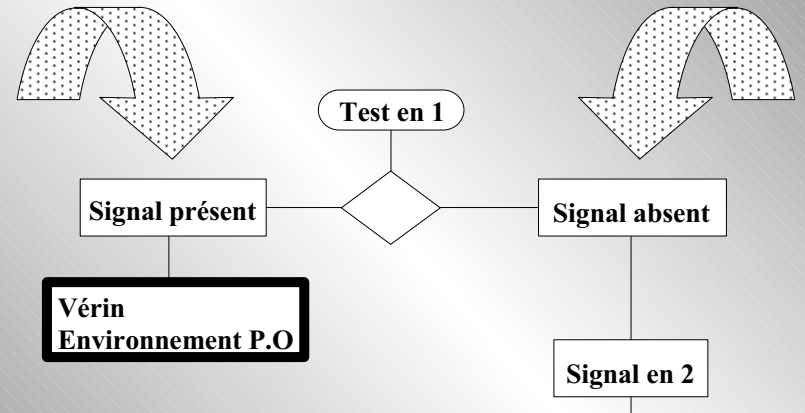 Test en 1
Signal présent
Signal absent
Vérin
Environnement P.O
Signal en 2